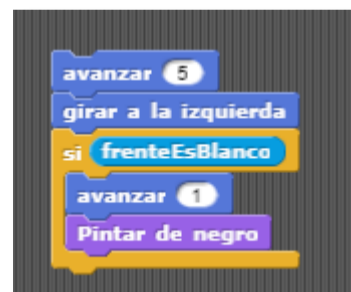 avanzar 5
girar a la izquierda
si frenteEsBlanco
avanzar 1
Pintar de negro